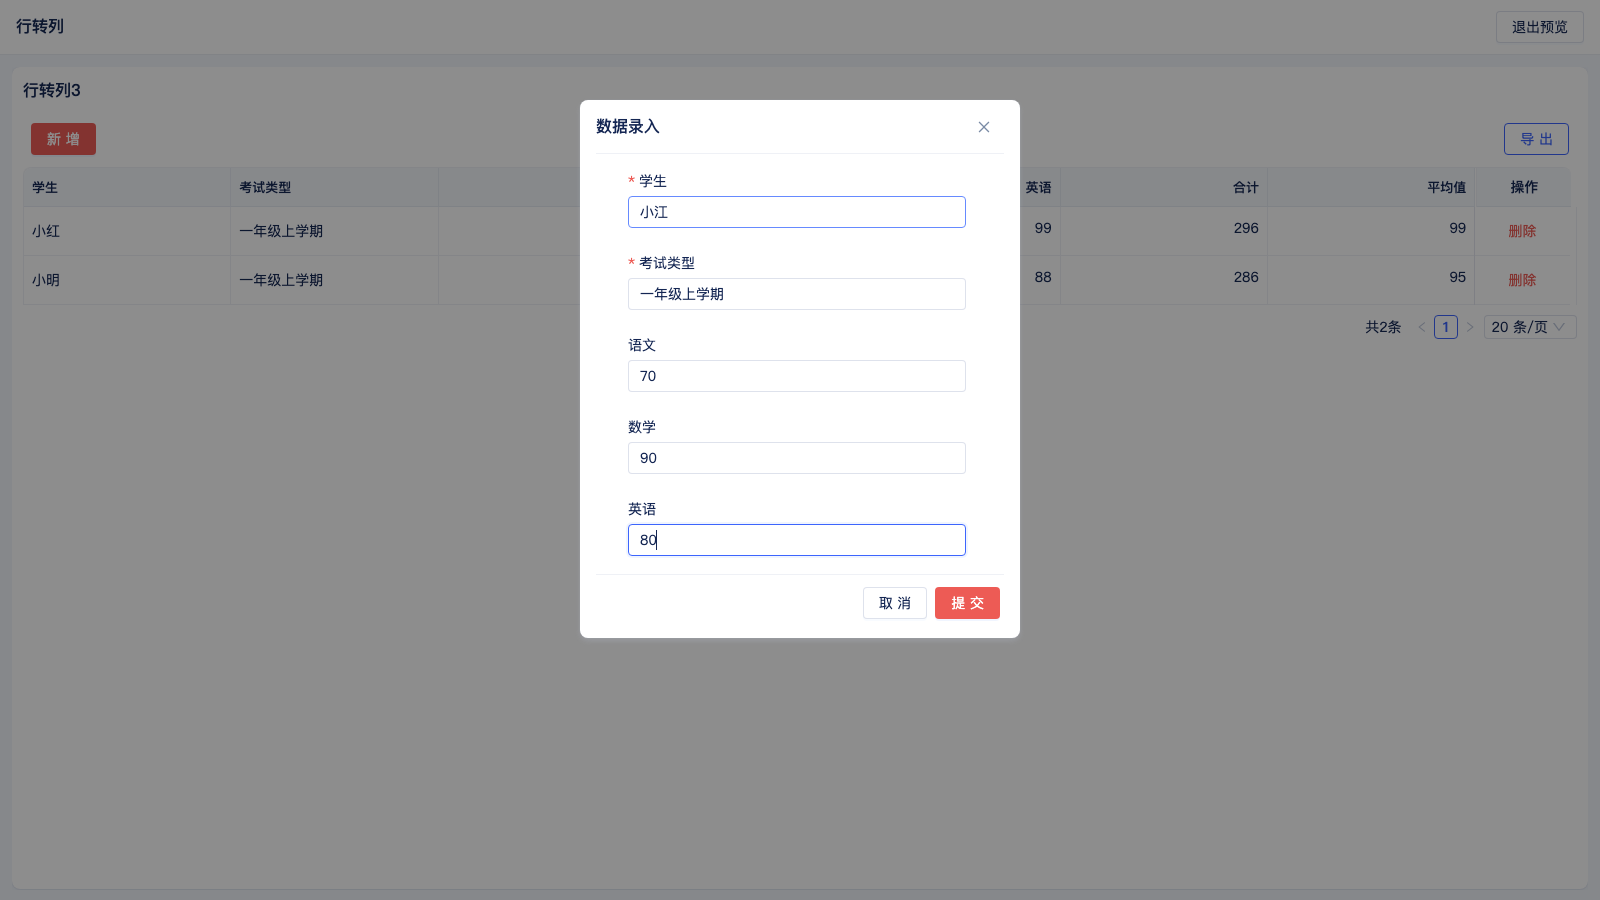 行转列
退出预览
行转列3
新 增
导 出
学生 考试类型 英语 合计 平均值 操作
小红 一年级上学期 99 296 99 删除
小明 一年级上学期 88 286 95 删除
共2条 1 20 条/页
数据录入
* 学生
小江
* 考试类型
一年级上学期
语文
70
数学
90
英语
80
取 消 提 交